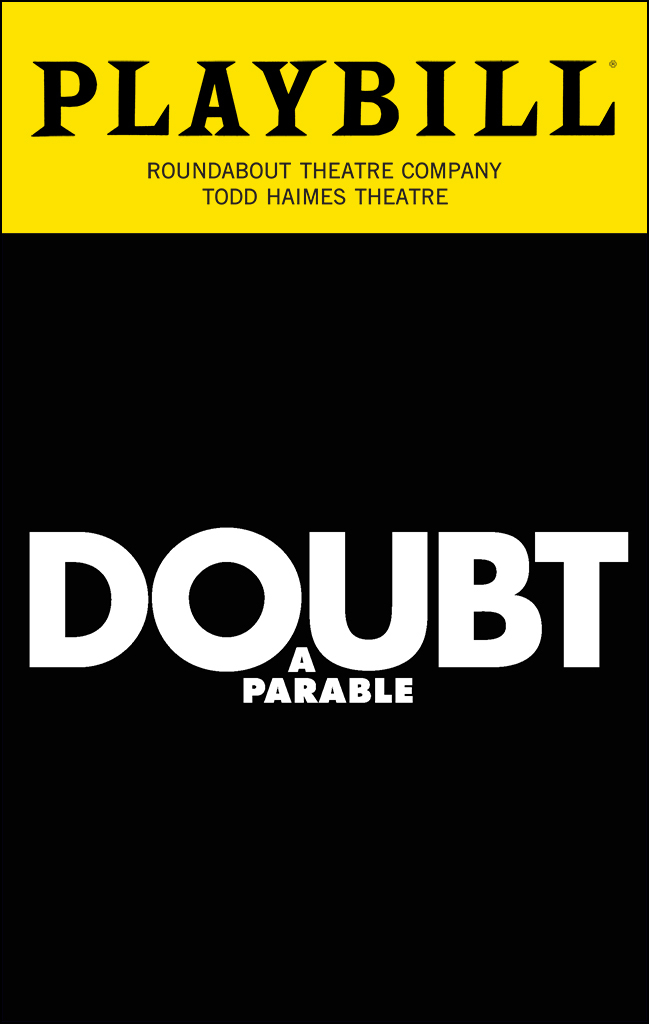 PLAYBILL®
ROUNDABOUT THEATRE COMPANY
TODD HAIMES THEATRE
DOUBT
A
PARABLE